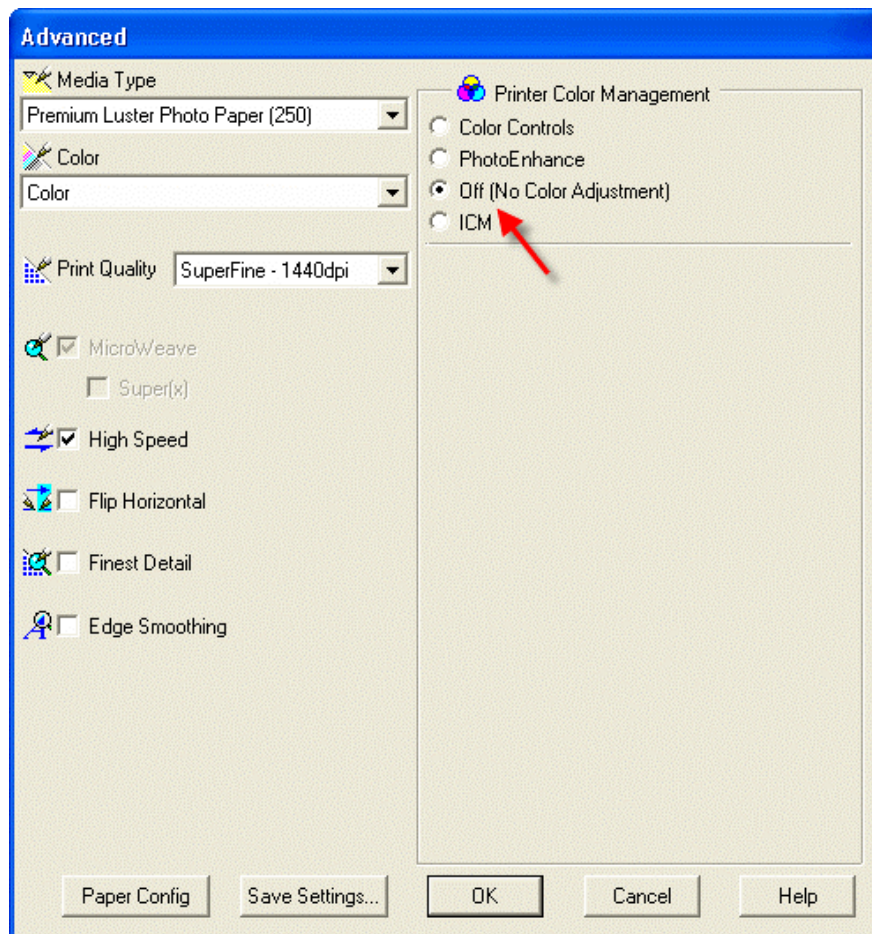 Advanced
Media Type
Premium Luster Photo Paper (250)
Color
Color
Print Quality SuperFine - 1440dpi
MicroWeave
Super(x)
High Speed
Flip Horizontal
Finest Detail
Edge Smoothing
Printer Color Management
Color Controls
PhotoEnhance
Off (No Color Adjustment)
ICM
Paper Config Save Settings... OK Cancel Help